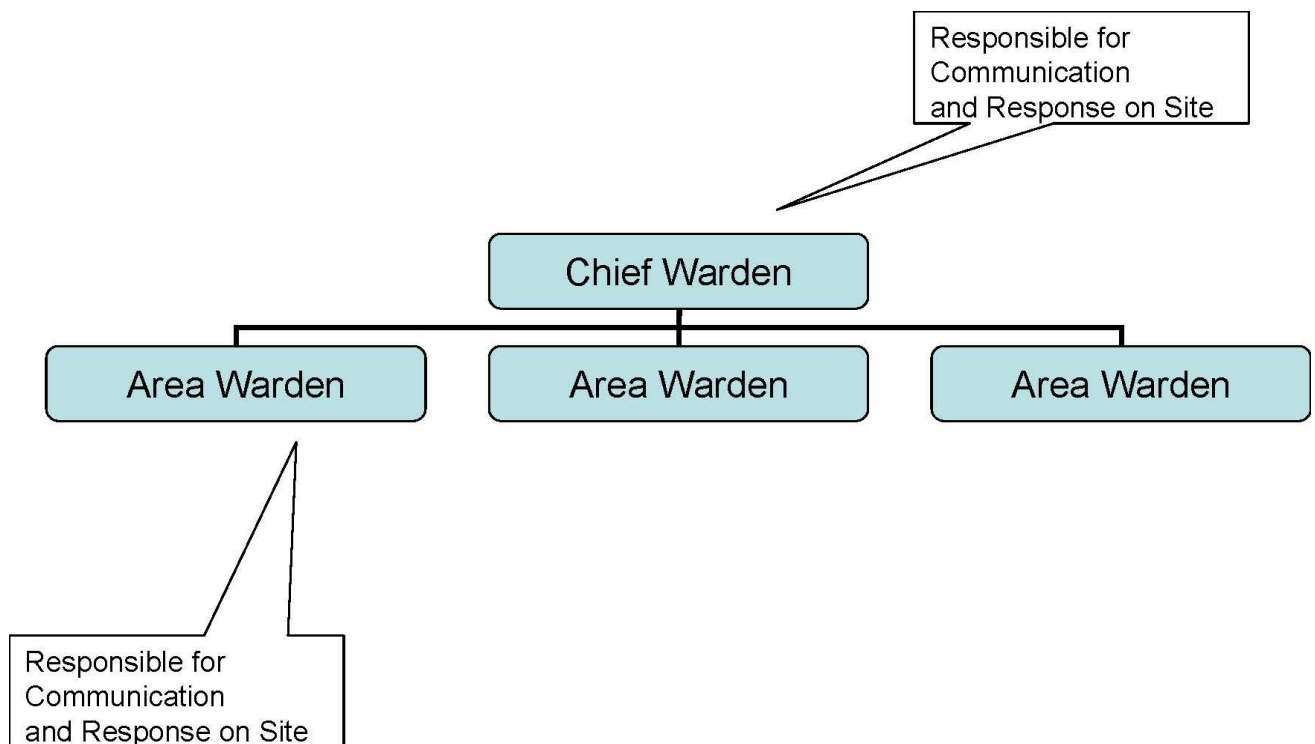 Responsible for
Communication
and Response on Site
Chief Warden
Area Warden
Area Warden
Area Warden
Responsible for
Communication
and Response on Site